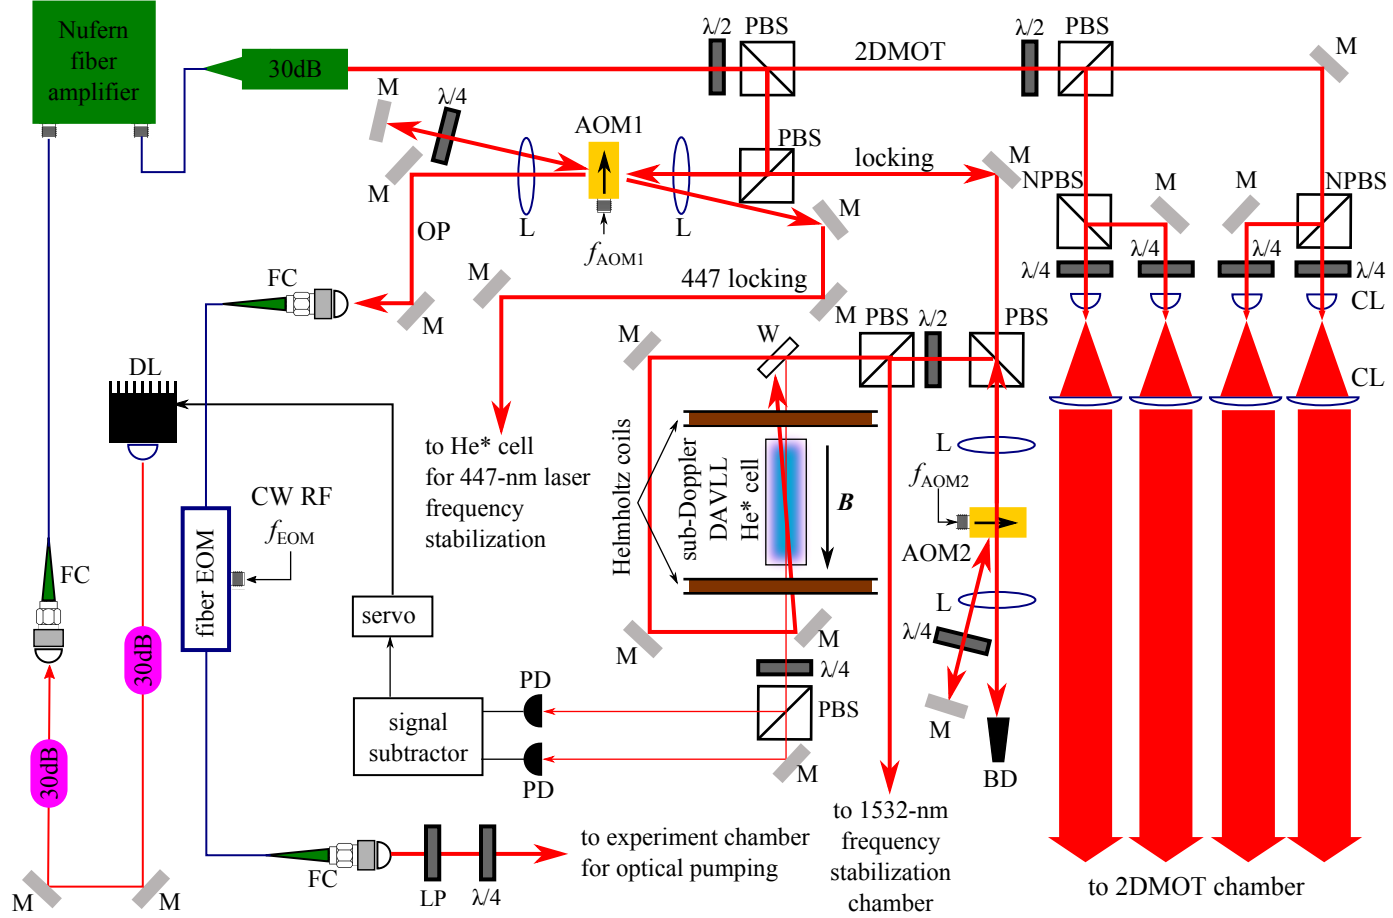 Nufern
fiber
amplifier
30dB
λ/2
PBS
2DMOT
λ/2
PBS
M
M
λ/4
AOM1
PBS
locking
M
M
L
L
M
NPBS
M
M
NPBS
OP
f_AOM1
447 locking
FC
M
M
M
M
λ/4
λ/4
λ/4
λ/4
CL
PBS
λ/2
PBS
M
W
DL
CL
to He* cell
for 447-nm laser
frequency
stabilization
Helmholtz coils
sub-Doppler
DAVLL
He* cell
B
L
f_AOM2
AOM2
CW RF
f_EOM
fiber EOM
FC
servo
L
λ/4
M
M
λ/4
30dB
30dB
PD
PBS
M
signal
subtractor
PD
M
BD
to 1532-nm
frequency
stabilization
chamber
to experiment chamber
for optical pumping
FC
LP
λ/4
M
M
to 2DMOT chamber